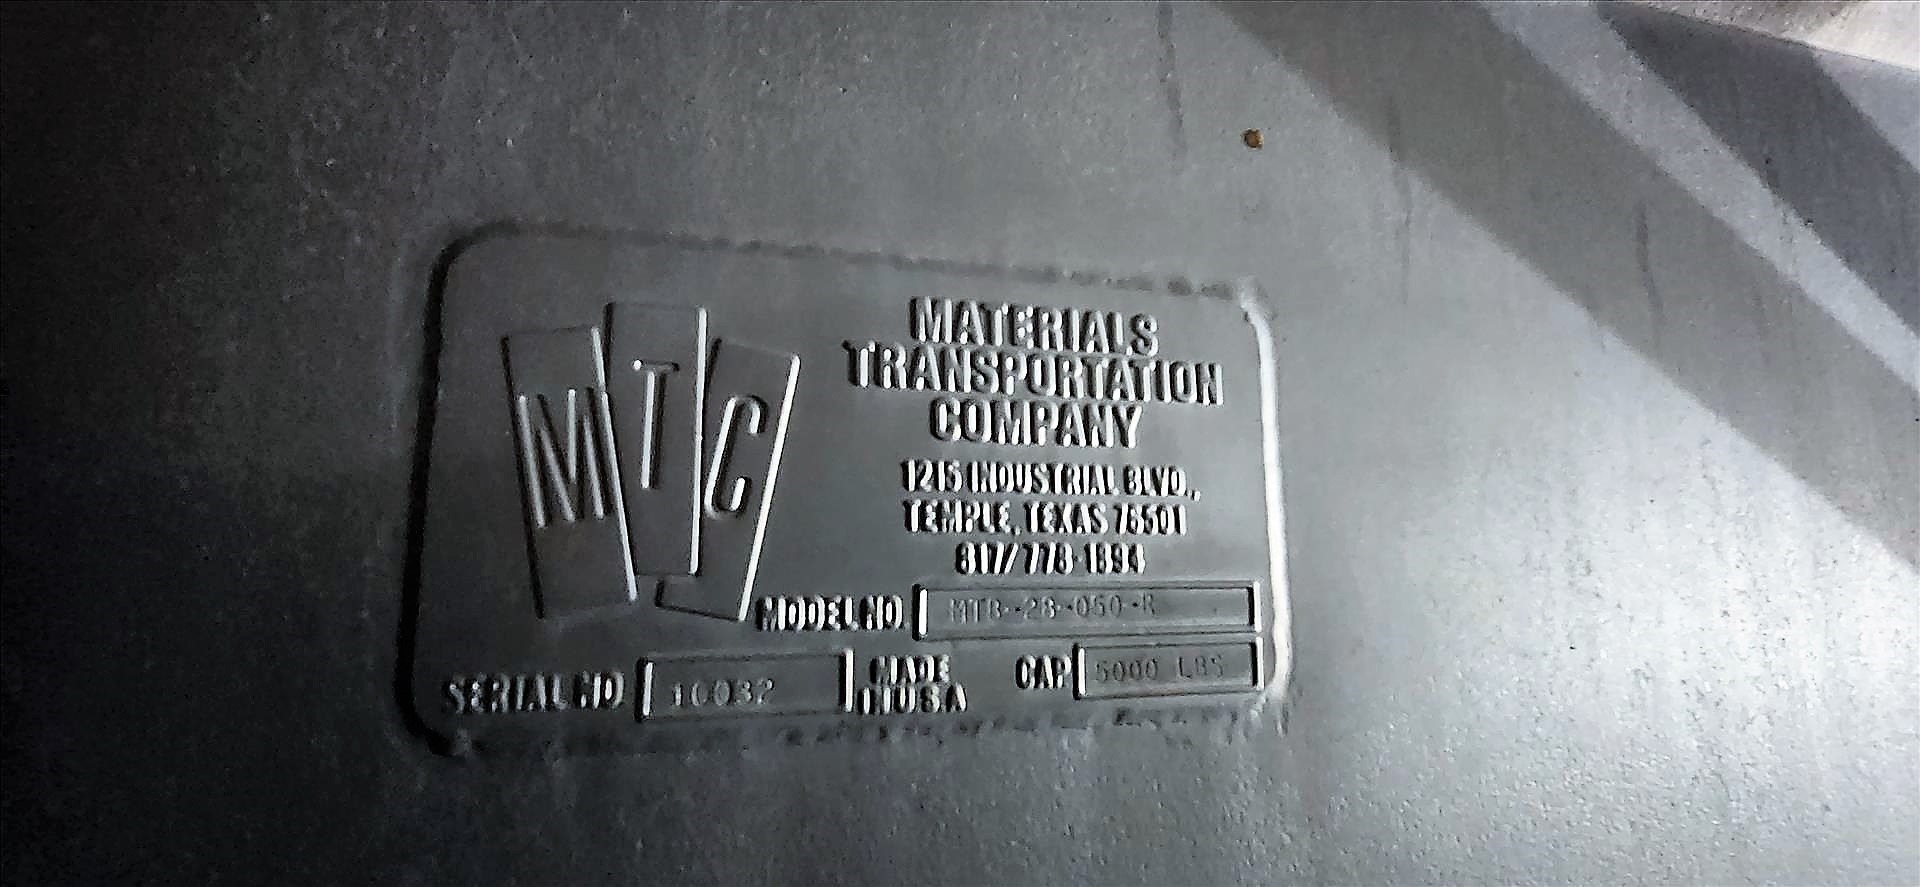 MTC
MATERIALS
TRANSPORTATION
COMPANY
1215 INDUSTRIAL BLVD.,
TEMPLE, TEXAS 76501
817/778-1894
MODEL NO. MTB-28-050-R
SERIAL NO 10032 MADE IN U S A CAP 5000 LBS